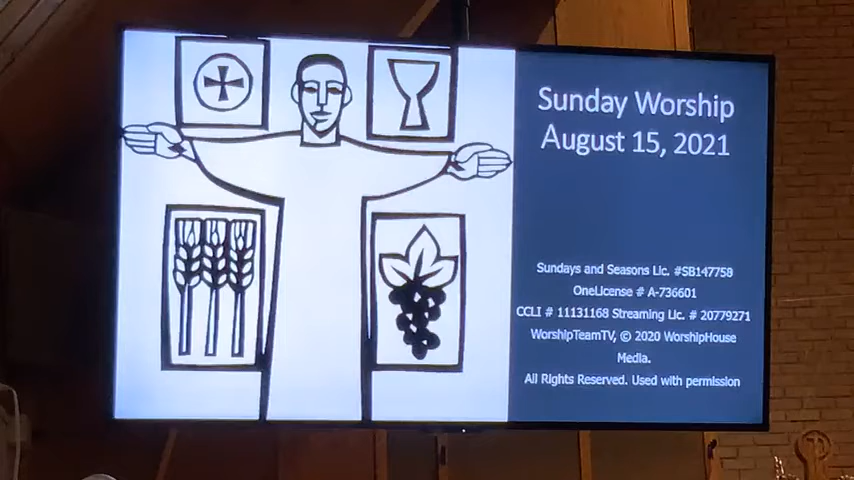 Sunday Worship
August 15, 2021
Sundays and Seasons Lic. #SB147758
OneLicense # A-736601
CCLI # 11131168 Streaming Lic. # 20779271
WorshipTeamTV, © 2020 WorshipHouse
Media.
All Rights Reserved. Used with permission